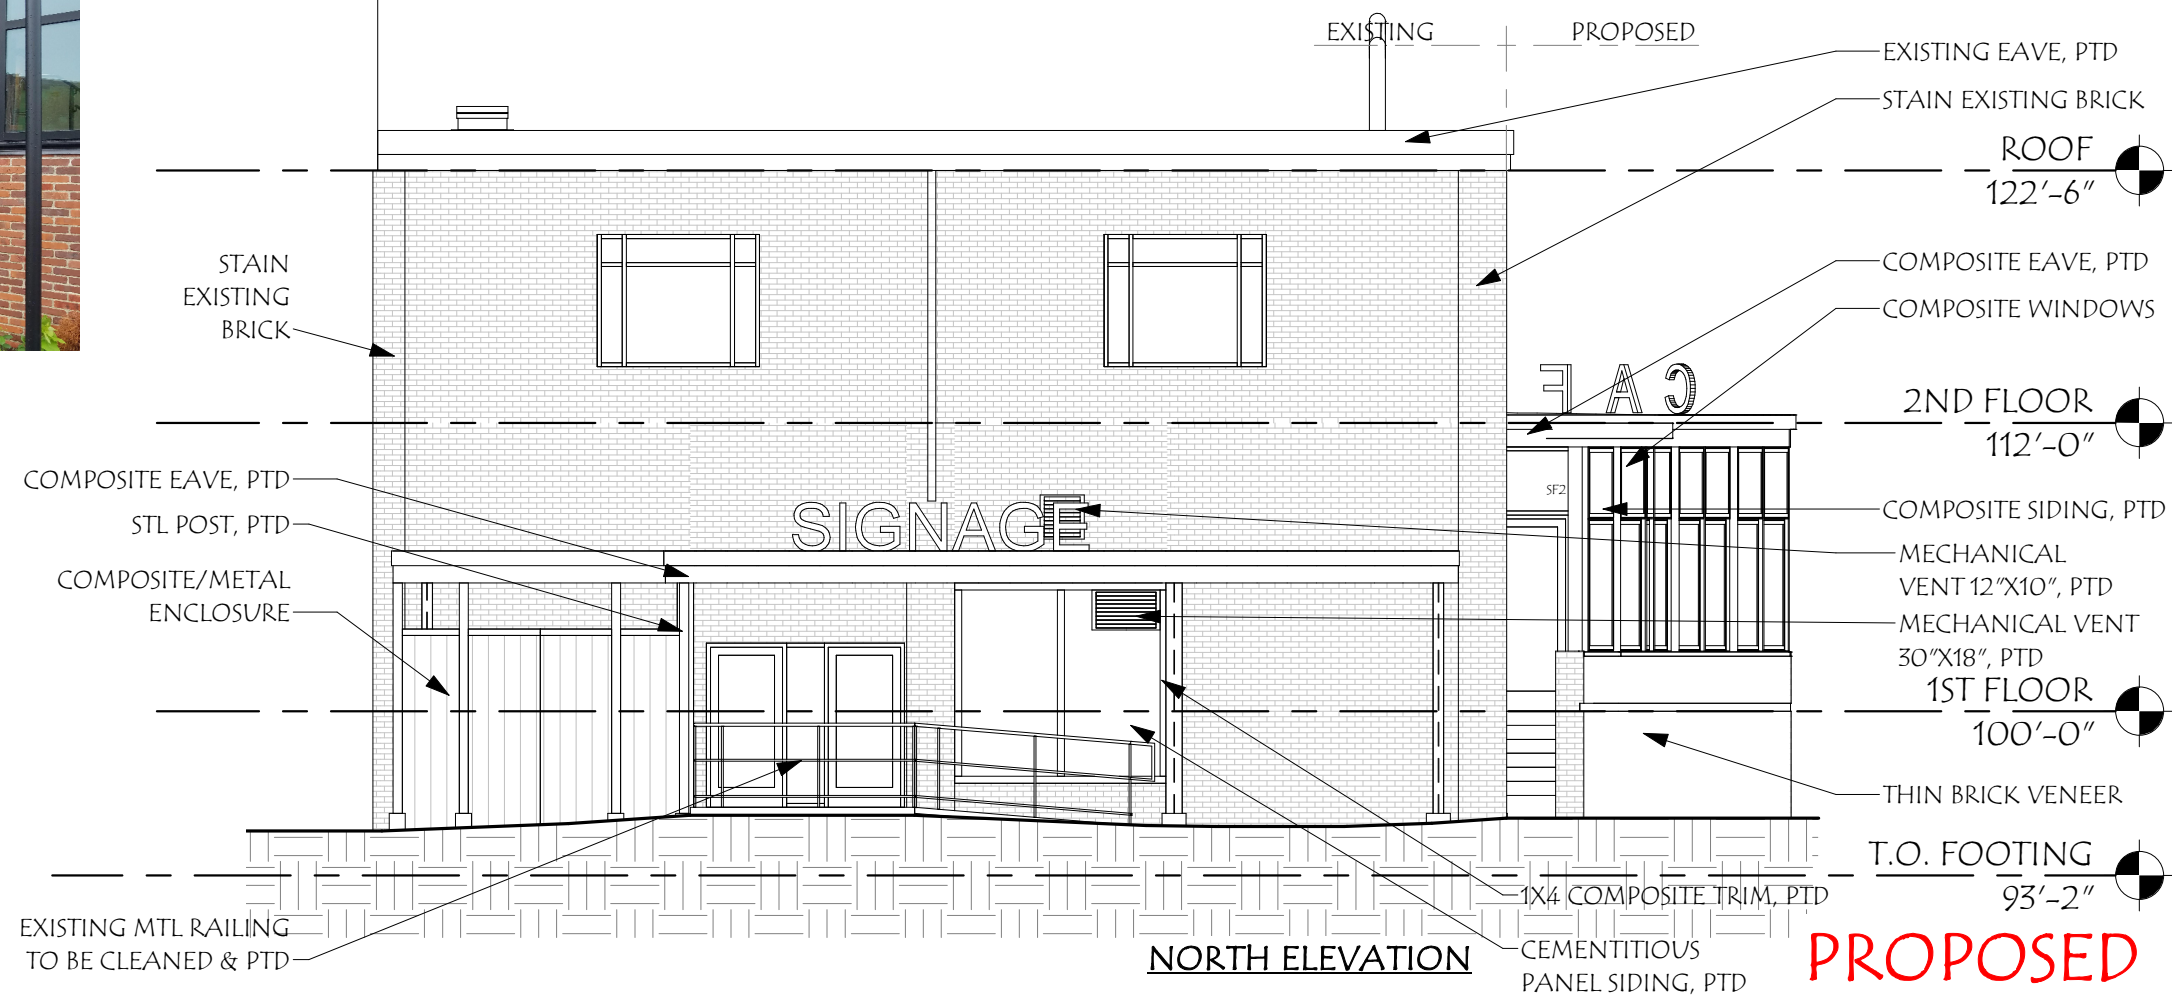 EXISTING
PROPOSED
EXISTING EAVE, PTD
STAIN EXISTING BRICK
ROOF
122'-6"
STAIN
EXISTING
BRICK
COMPOSITE EAVE, PTD
COMPOSITE WINDOWS
CAF
2ND FLOOR
112'-0"
COMPOSITE EAVE, PTD
STL POST, PTD
COMPOSITE/METAL
ENCLOSURE
SIGNAGE
SF2
COMPOSITE SIDING, PTD
MECHANICAL
VENT 12"X10", PTD
MECHANICAL VENT
30"X18", PTD
1ST FLOOR
100'-0"
THIN BRICK VENEER
T.O. FOOTING
93'-2"
1X4 COMPOSITE TRIM, PTD
EXISTING MTL RAILING
TO BE CLEANED & PTD
NORTH ELEVATION
CEMENTITIOUS
PANEL SIDING, PTD
PROPOSED